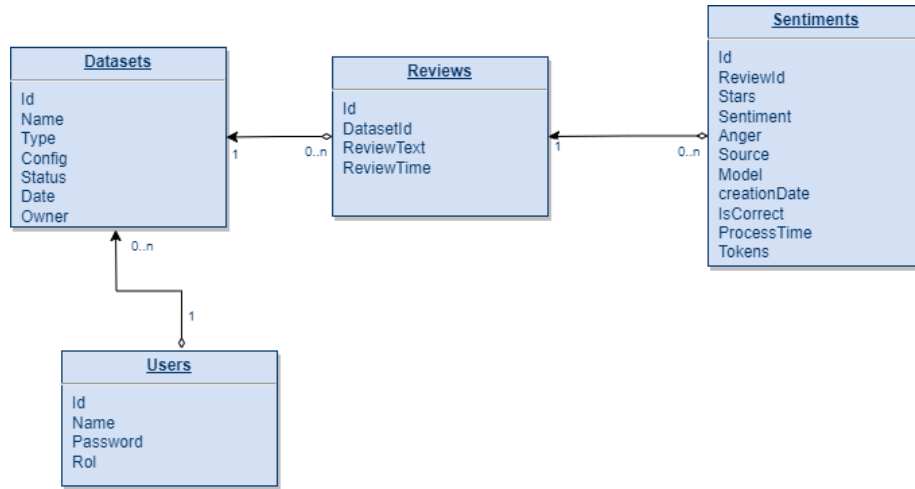 Datasets
Id
Name
Type
Config
Status
Date
Owner
1
0..n
Reviews
Id
DatasetId
ReviewText
ReviewTime
1
0..n
Sentiments
Id
ReviewId
Stars
Sentiment
Anger
Source
Model
creationDate
IsCorrect
ProcessTime
Tokens
0..n
1
Users
Id
Name
Password
Rol